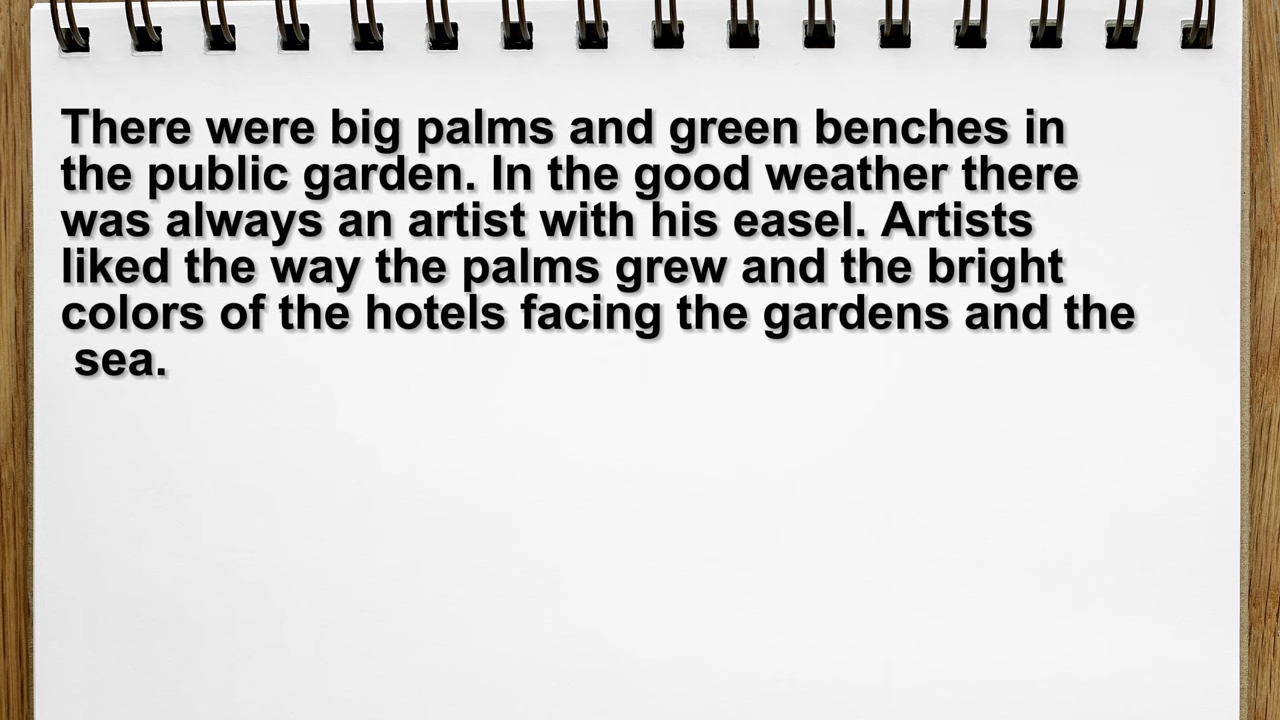 There were big palms and green benches in
the public garden. In the good weather there
was always an artist with his easel. Artists
liked the way the palms grew and the bright
colors of the hotels facing the gardens and the
sea.